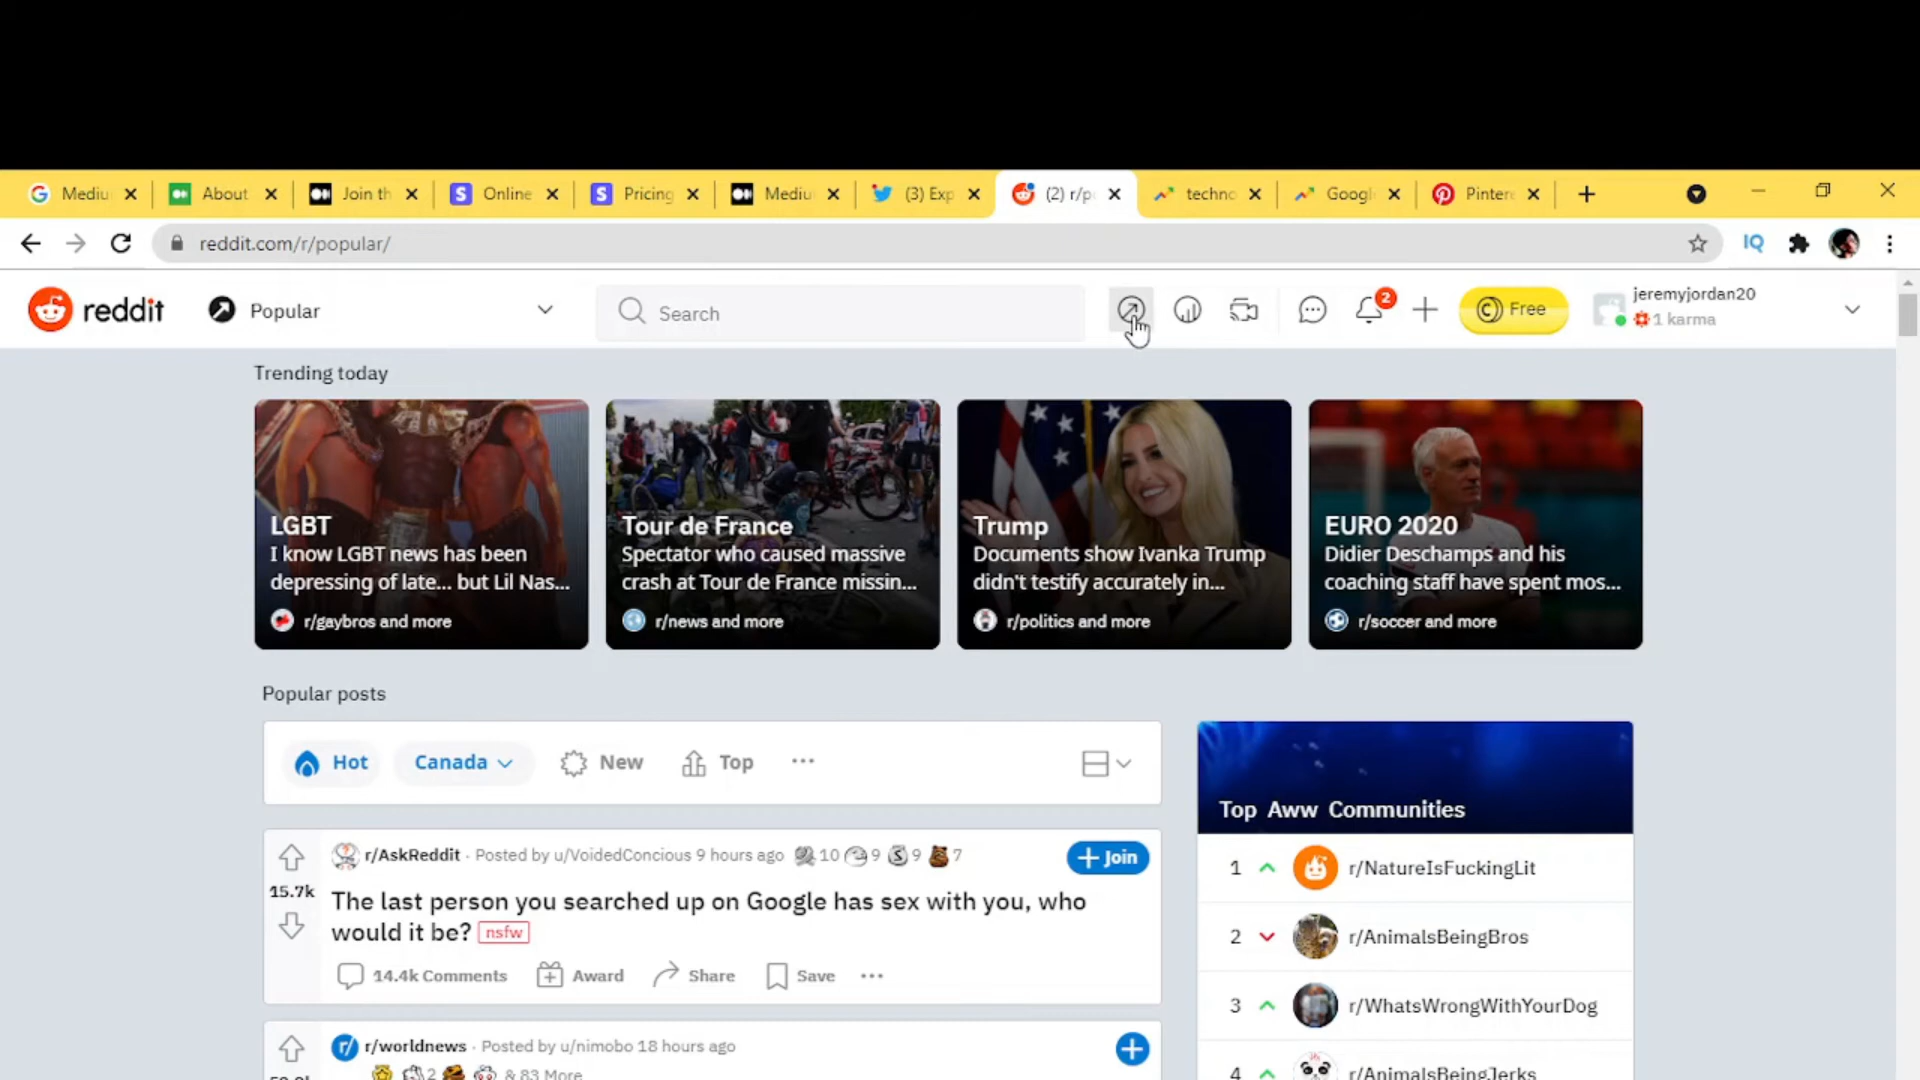 Mediu
About
Join th
Online
Pricing
Mediu
(3) Exp
(2) r/p
techno
Googl
Pintere
reddit.com/r/popular/
IQ
reddit
Popular
Search
2
Free
jeremyjordan20
1 karma
Trending today
LGBT
I know LGBT news has been
depressing of late... but Lil Nas...
r/gaybros and more
Tour de France
Spectator who caused massive
crash at Tour de France missin...
r/news and more
Trump
Documents show Ivanka Trump
didn't testify accurately in...
r/politics and more
EURO 2020
Didier Deschamps and his
coaching staff have spent mos...
r/soccer and more
Popular posts
Hot
Canada
New
Top
r/AskReddit · Posted by u/VoidedConcious 9 hours ago 10 9 9 7
Join
15.7k
The last person you searched up on Google has sex with you, who
would it be? nsfw
14.4k Comments
Award
Share
Save
r/worldnews · Posted by u/nimobo 18 hours ago
2 & 83 More
Top Aww Communities
1 r/NatureIsFuckingLit
2 r/AnimalsBeingBros
3 r/WhatsWrongWithYourDog
4 r/AnimalsBeingJerks